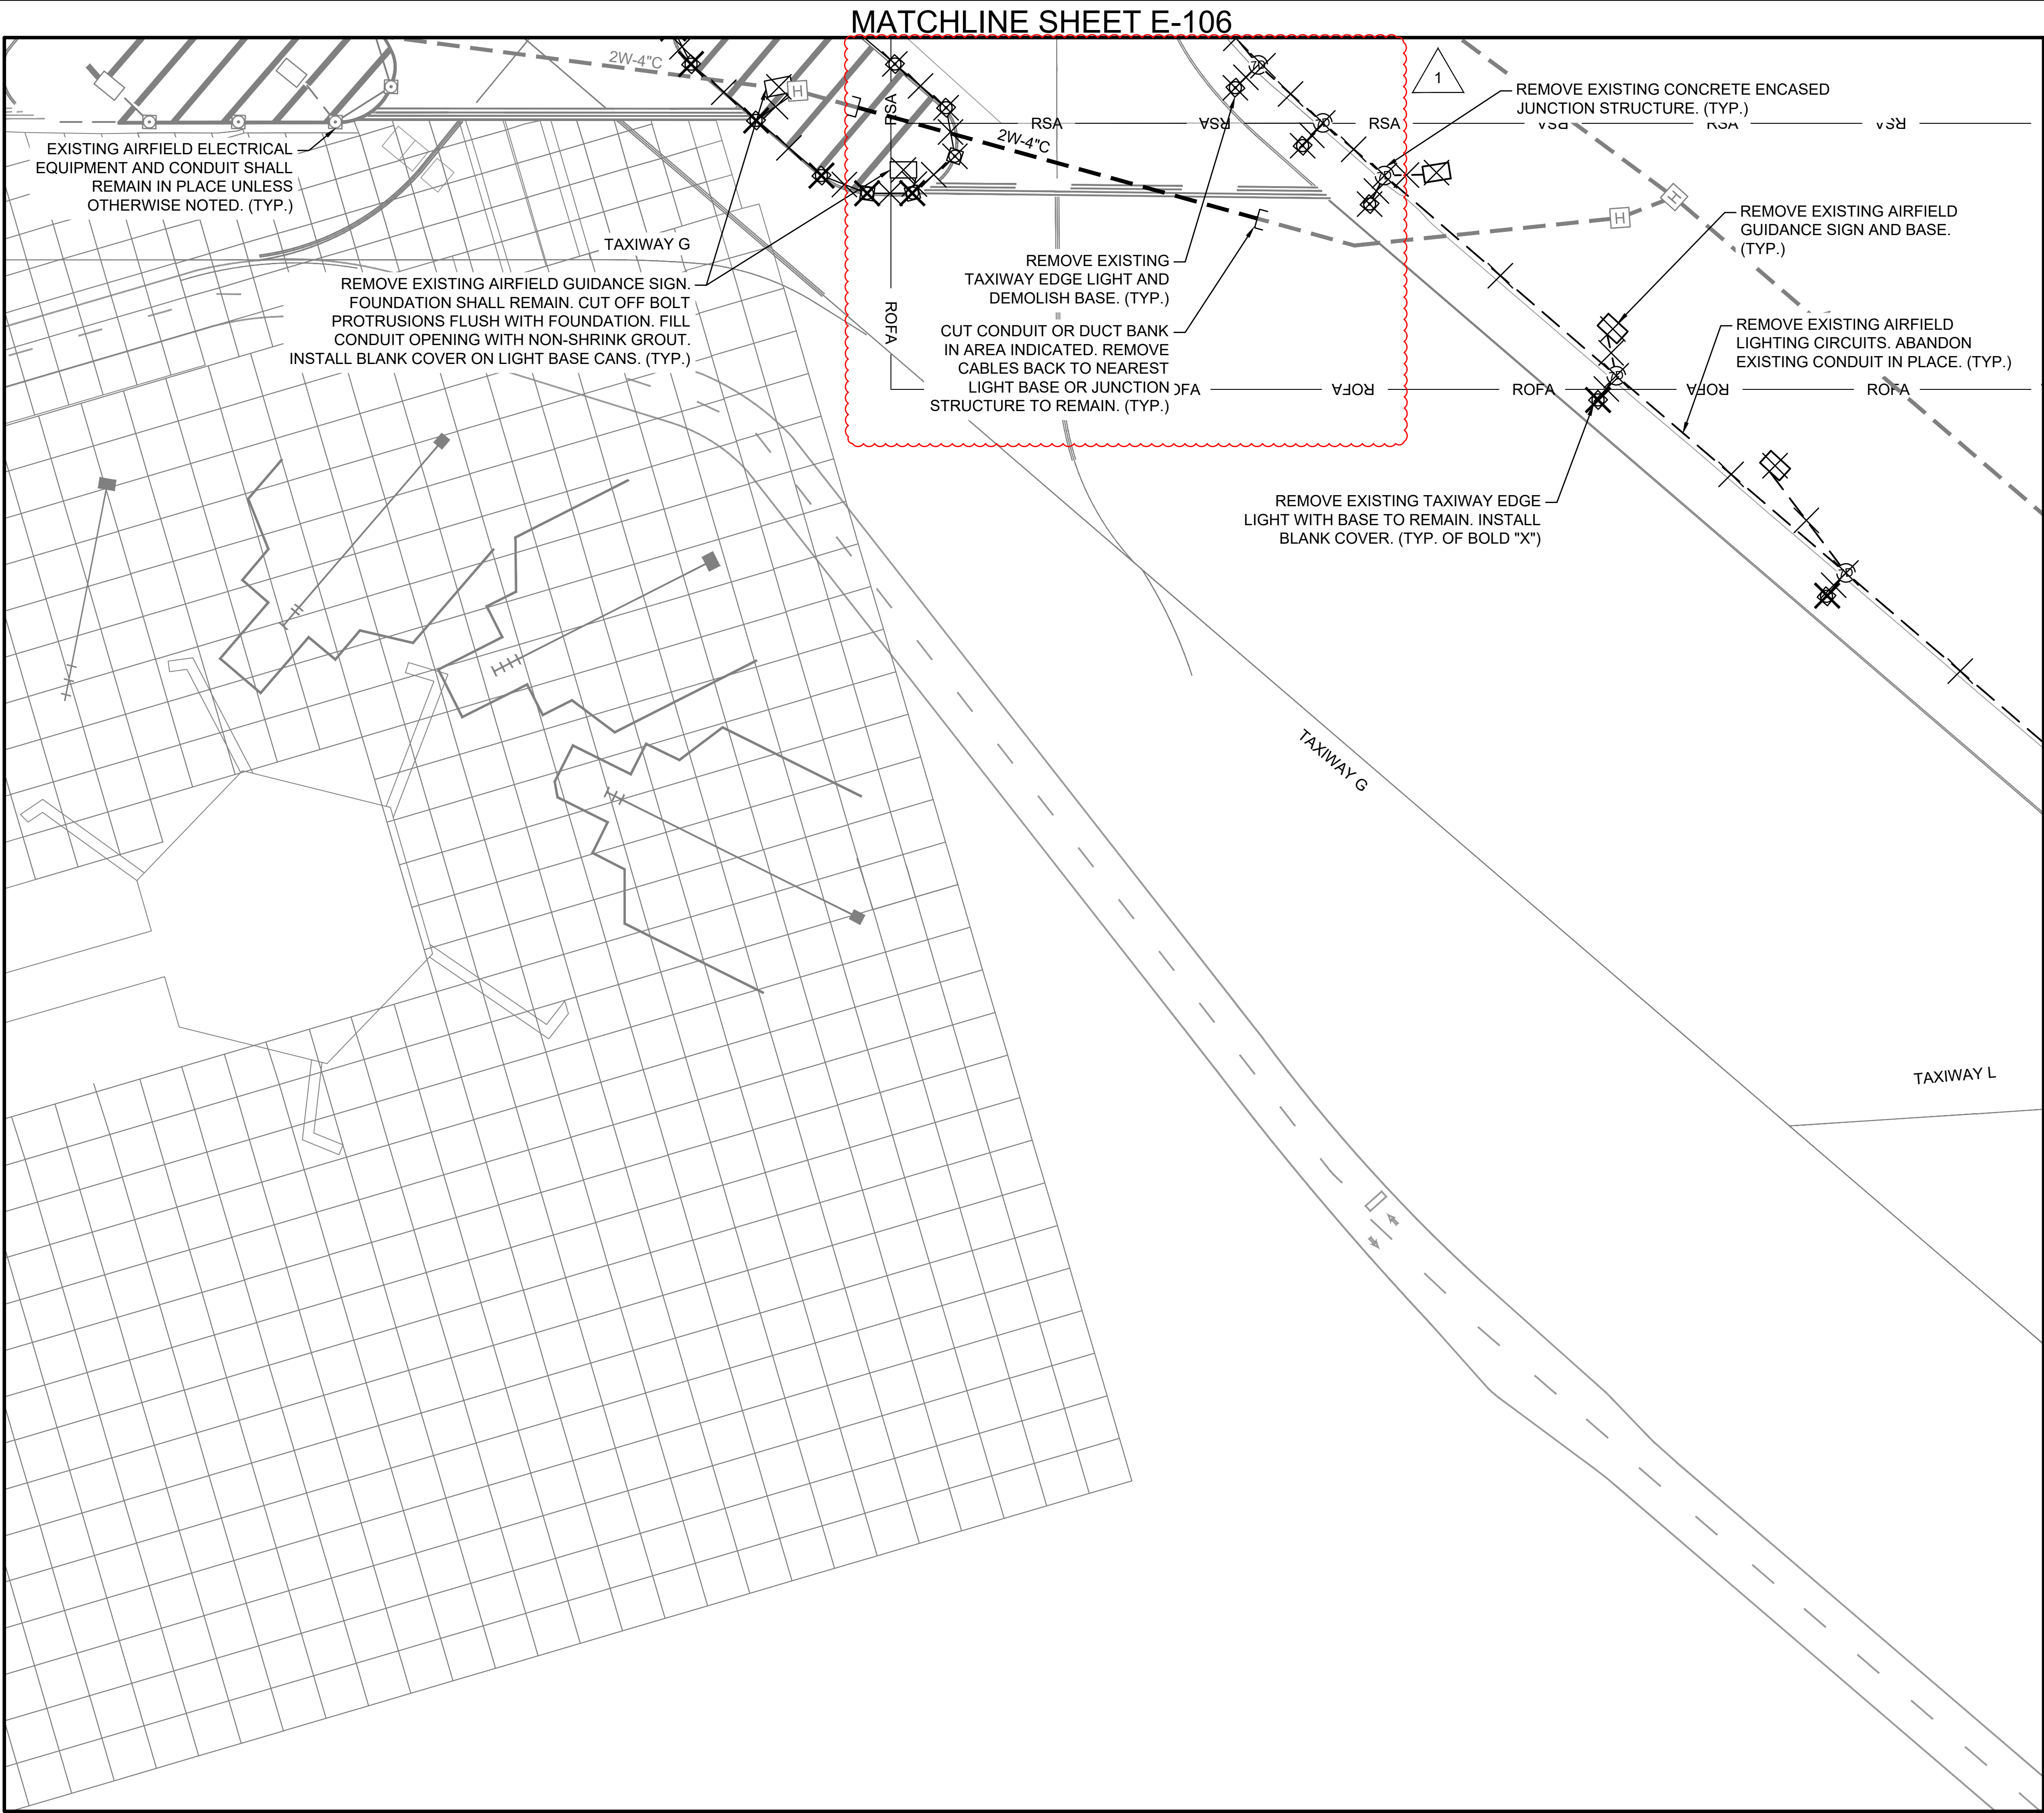 MATCHLINE SHEET E-106
2W-4"C
H
1
REMOVE EXISTING CONCRETE ENCASED
JUNCTION STRUCTURE. (TYP.)
RSA
RSA
RSA
RSA
RSA
RSA
RSA
2W-4"C
EXISTING AIRFIELD ELECTRICAL
EQUIPMENT AND CONDUIT SHALL
REMAIN IN PLACE UNLESS
OTHERWISE NOTED. (TYP.)
H
H
REMOVE EXISTING AIRFIELD
GUIDANCE SIGN AND BASE.
(TYP.)
TAXIWAY G
REMOVE EXISTING AIRFIELD GUIDANCE SIGN.
FOUNDATION SHALL REMAIN. CUT OFF BOLT
PROTRUSIONS FLUSH WITH FOUNDATION. FILL
CONDUIT OPENING WITH NON-SHRINK GROUT.
INSTALL BLANK COVER ON LIGHT BASE CANS. (TYP.)
ROFA
REMOVE EXISTING
TAXIWAY EDGE LIGHT AND
DEMOLISH BASE. (TYP.)
CUT CONDUIT OR DUCT BANK
IN AREA INDICATED. REMOVE
CABLES BACK TO NEAREST
LIGHT BASE OR JUNCTION
STRUCTURE TO REMAIN. (TYP.)
REMOVE EXISTING AIRFIELD
LIGHTING CIRCUITS. ABANDON
EXISTING CONDUIT IN PLACE. (TYP.)
OFA
ROFA
ROFA
ROFA
ROFA
REMOVE EXISTING TAXIWAY EDGE
LIGHT WITH BASE TO REMAIN. INSTALL
BLANK COVER. (TYP. OF BOLD "X")
TAXIWAY G
TAXIWAY L